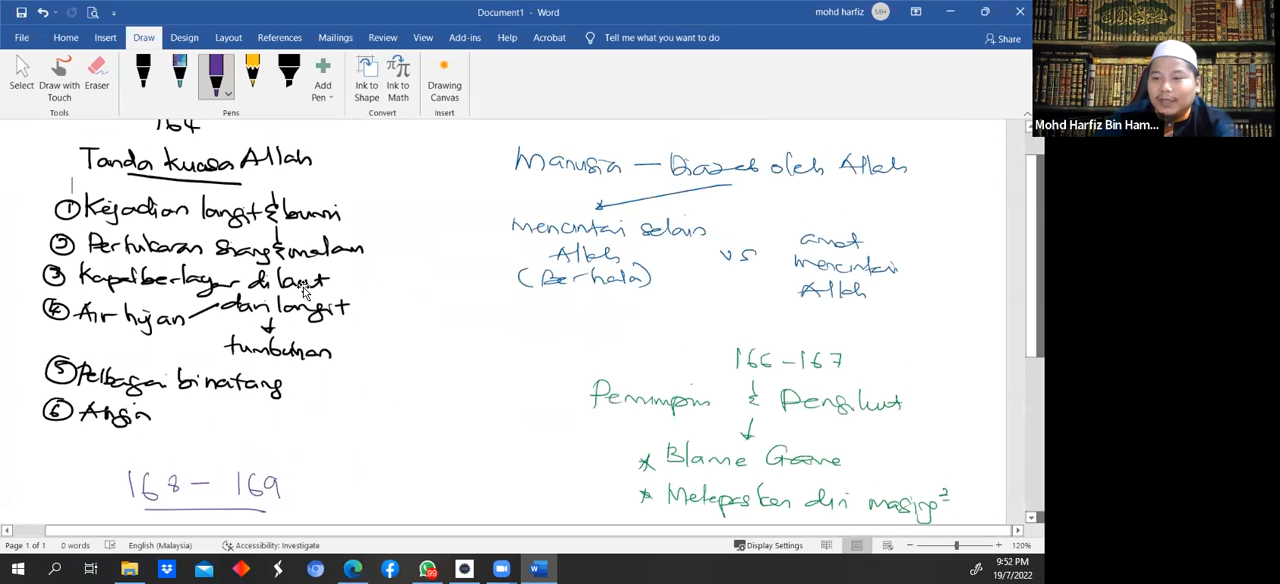 Document1 - Word
mohd harfiz
MH
File
Home
Insert
Draw
Design
Layout
References
Mailings
Review
View
Add-ins
Help
Acrobat
Tell me what you want to do
Share
Select
Draw with Touch
Eraser
Add Pen
Ink to Shape
Ink to Math
Drawing Canvas
Tools
Pens
Convert
Insert
Mohd Harfiz Bin Ham...
164
Tanda Kuasa Allah
① Kejadian langit & bumi
② Pertukaran siang & malam
③ Kapal berlayar di laut
④ Air hujan dari langit
tumbuhan
⑤ Pelbagai binatang
⑥ Angin
168 - 169
Manusia - Diazab oleh Allah
mencintai selain
Allah
(Berhala)
vs
amat
mencintai
Allah
166 - 167
Pemimpin & Pengikut
* Blame Game
* Melepaskan diri masing²
Page 1 of 1
0 words
English (Malaysia)
Accessibility: Investigate
Display Settings
120%
99
9:52 PM
19/7/2022